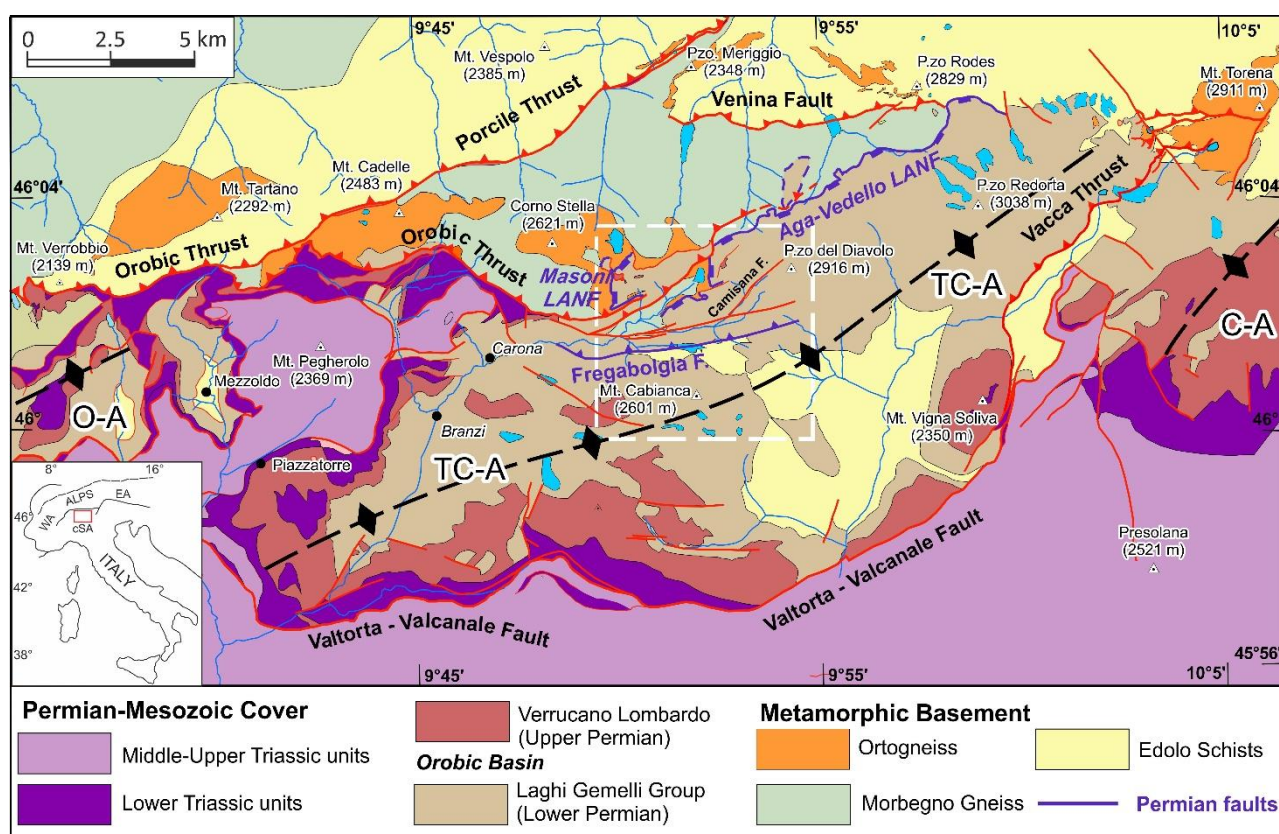 0 2.5 5 km
9°45'
9°55'
10°5'
Mt. Vespolo
(2385 m)
Pzo. Meriggio
(2348 m)
P.zo Rodes
(2829 m)
Mt. Torena
(2911 m)
Porcile Thrust
Venina Fault
46°04'
46°04'
Mt. Cadelle
(2483 m)
Mt. Tartano
(2292 m)
Corno Stella
(2621 m)
Aga-Vedello LANF
P.zo Redorta
(3038 m)
Vacca Thrust
Mt. Verrobbio
(2139 m)
Orobic Thrust
Orobic Thrust
Masoni
LANF
Camisana F.
P.zo del Diavolo
(2916 m)
TC-A
C-A
Mt. Pegherolo
(2369 m)
Carona
Fregabolgia F.
Mezzoldo
Mt. Cabianca
(2601 m)
46°
46°
O-A
Branzi
Mt. Vigna Soliva
(2350 m)
Piazzatorre
TC-A
Presolana
(2521 m)
Valtorta - Valcanale Fault
Valtorta - Valcanale Fault
8° 16°
ALPS EA
WA
46°
cSA
ITALY
42°
38°
9°45'
9°55'
10°5'
45°56'
Permian-Mesozoic Cover
Middle-Upper Triassic units
Lower Triassic units
Verrucano Lombardo
(Upper Permian)
Orobic Basin
Laghi Gemelli Group
(Lower Permian)
Metamorphic Basement
Ortogneiss
Edolo Schists
Morbegno Gneiss
Permian faults